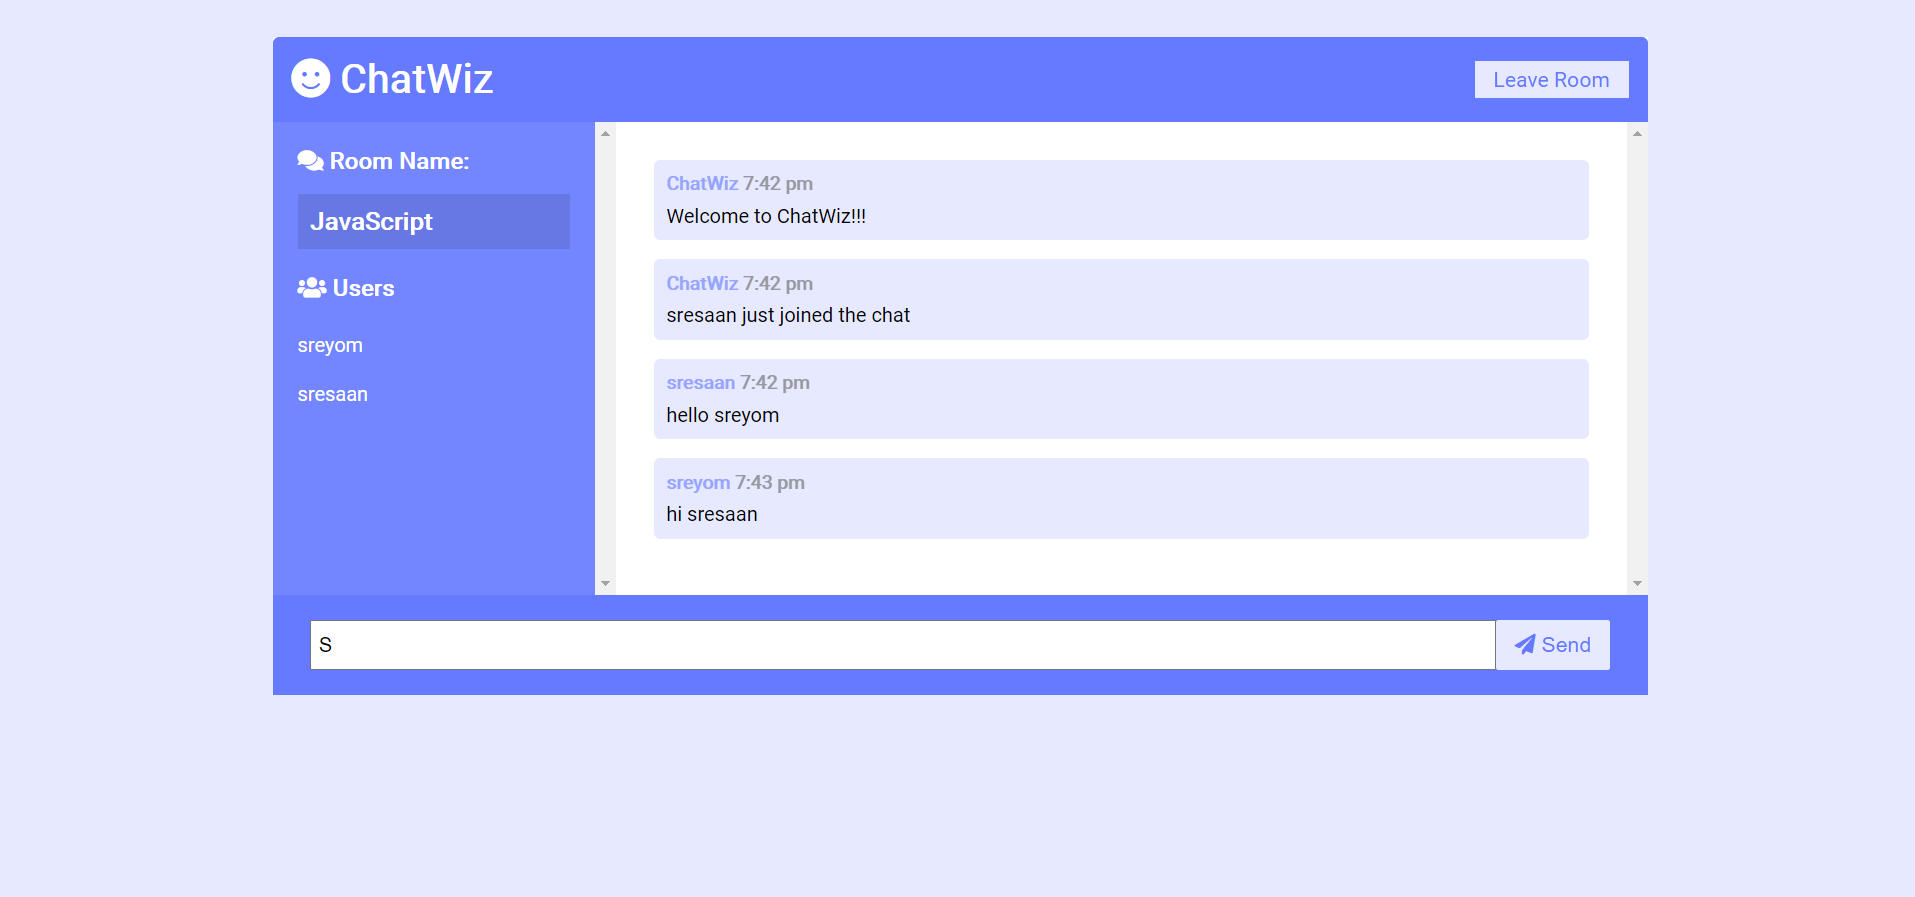 ChatWiz
Leave Room
Room Name:
JavaScript
Users
sreyom
sresaan
ChatWiz 7:42 pm
Welcome to ChatWiz!!!
ChatWiz 7:42 pm
sresaan just joined the chat
sresaan 7:42 pm
hello sreyom
sreyom 7:43 pm
hi sresaan
S
Send